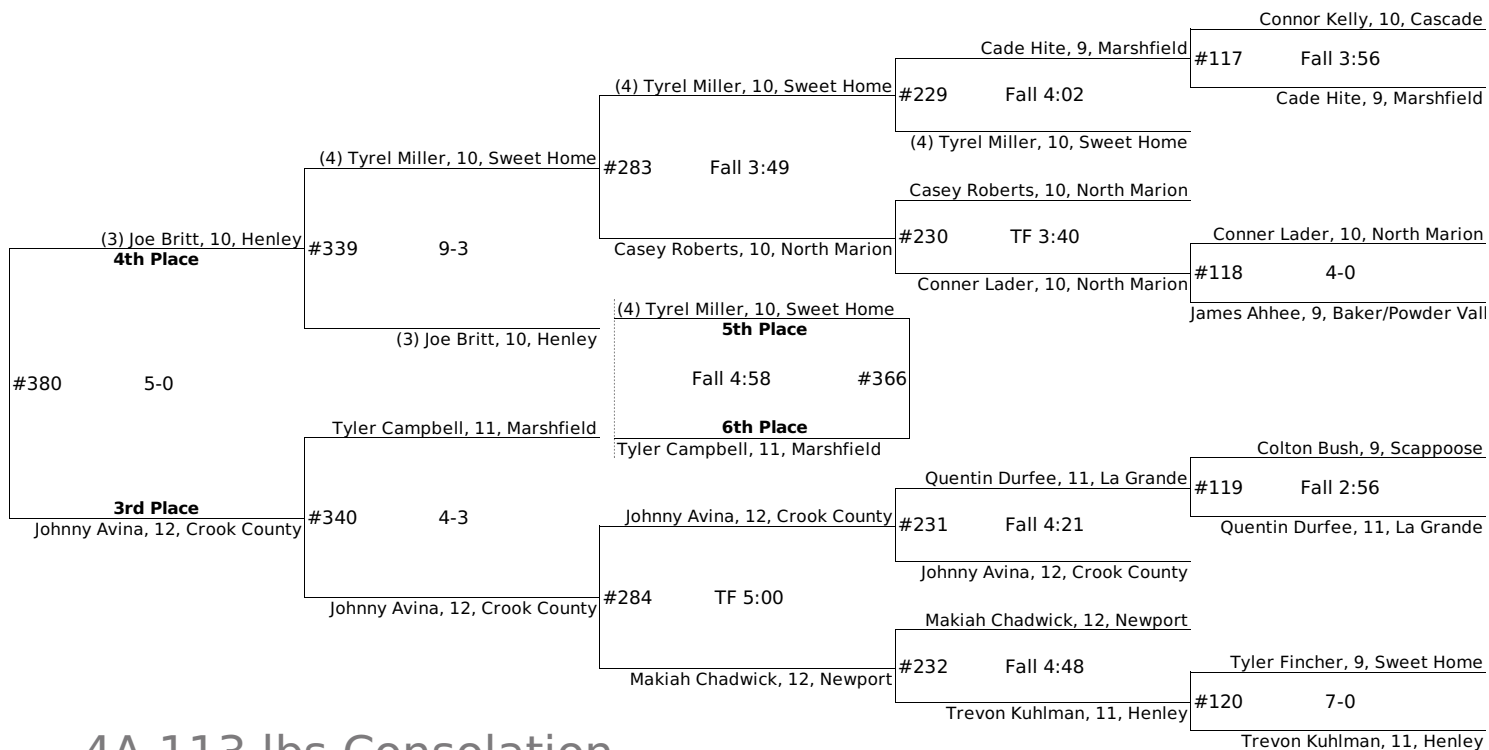 Connor Kelly, 10, Cascade
Cade Hite, 9, Marshfield
#117 Fall 3:56
(4) Tyrel Miller, 10, Sweet Home
#229 Fall 4:02
Cade Hite, 9, Marshfield
(4) Tyrel Miller, 10, Sweet Home
(4) Tyrel Miller, 10, Sweet Home
#283 Fall 3:49
Casey Roberts, 10, North Marion
(3) Joe Britt, 10, Henley
4th Place
#339 9-3
Casey Roberts, 10, North Marion
#230 TF 3:40
Conner Lader, 10, North Marion
Conner Lader, 10, North Marion
#118 4-0
James Ahhee, 9, Baker/Powder Vall
(4) Tyrel Miller, 10, Sweet Home
5th Place
(3) Joe Britt, 10, Henley
Fall 4:58 #366
#380 5-0
Tyler Campbell, 11, Marshfield
6th Place
Tyler Campbell, 11, Marshfield
Colton Bush, 9, Scappoose
Quentin Durfee, 11, La Grande
#119 Fall 2:56
3rd Place
Johnny Avina, 12, Crook County
#340 4-3
Johnny Avina, 12, Crook County
#231 Fall 4:21
Quentin Durfee, 11, La Grande
Johnny Avina, 12, Crook County
Johnny Avina, 12, Crook County
#284 TF 5:00
Makiah Chadwick, 12, Newport
Makiah Chadwick, 12, Newport
#232 Fall 4:48
Tyler Fincher, 9, Sweet Home
Trevon Kuhlman, 11, Henley
#120 7-0
Trevon Kuhlman, 11, Henley
4A 113 lbs Consolation